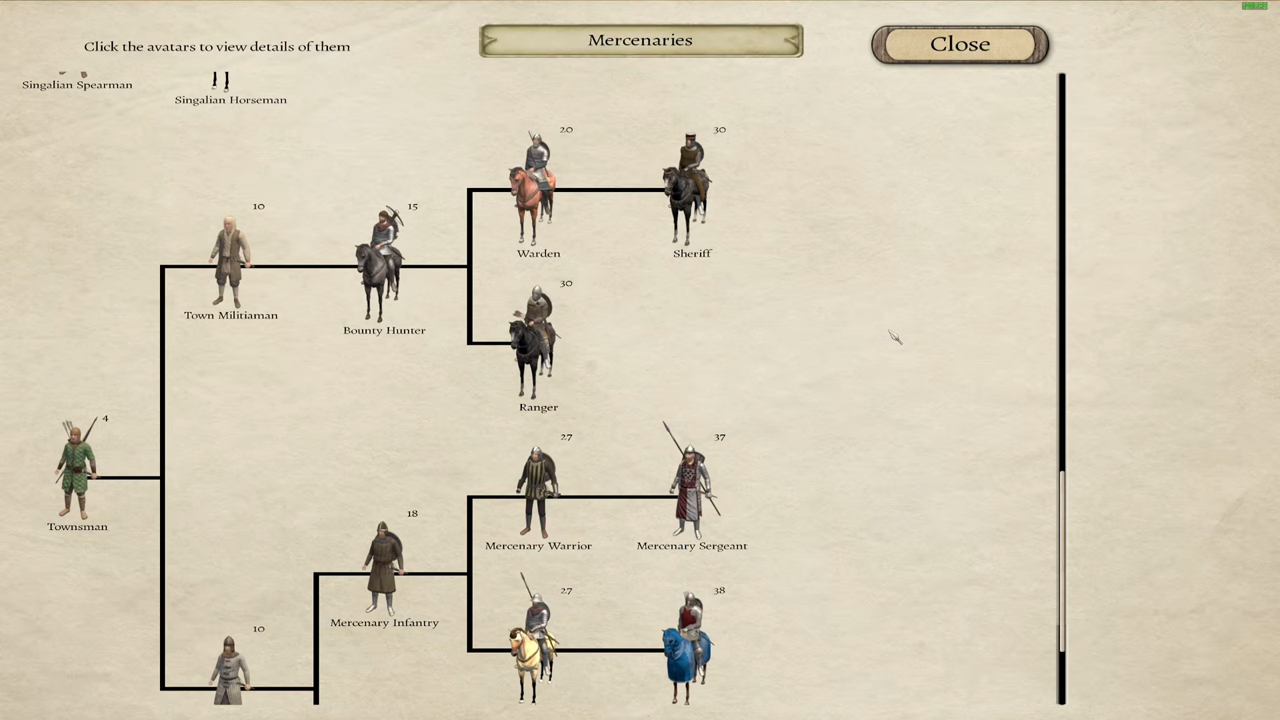 Click the avatars to view details of them
Mercenaries
Close
Singalian Spearman
Singalian Horseman
20
30
Warden
Sheriff
10
15
Town Militiaman
Bounty Hunter
30
Ranger
4
Townsman
27
37
Mercenary Warrior
Mercenary Sergeant
18
Mercenary Infantry
27
38
10